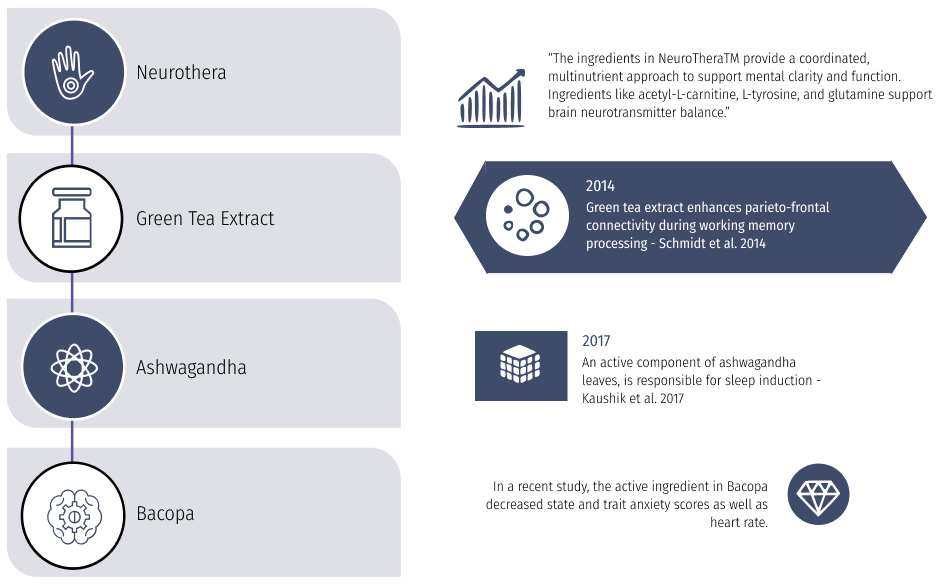 Neurothera
“The ingredients in NeuroTheraTM provide a coordinated,
multinutrient approach to support mental clarity and function.
Ingredients like acetyl-L-carnitine, L-tyrosine, and glutamine support
brain neurotransmitter balance.”
Green Tea Extract
2014
Green tea extract enhances parieto-frontal
connectivity during working memory
processing - Schmidt et al. 2014
Ashwagandha
2017
An active component of ashwagandha
leaves, is responsible for sleep induction -
Kaushik et al. 2017
Bacopa
In a recent study, the active ingredient in Bacopa
decreased state and trait anxiety scores as well as
heart rate.